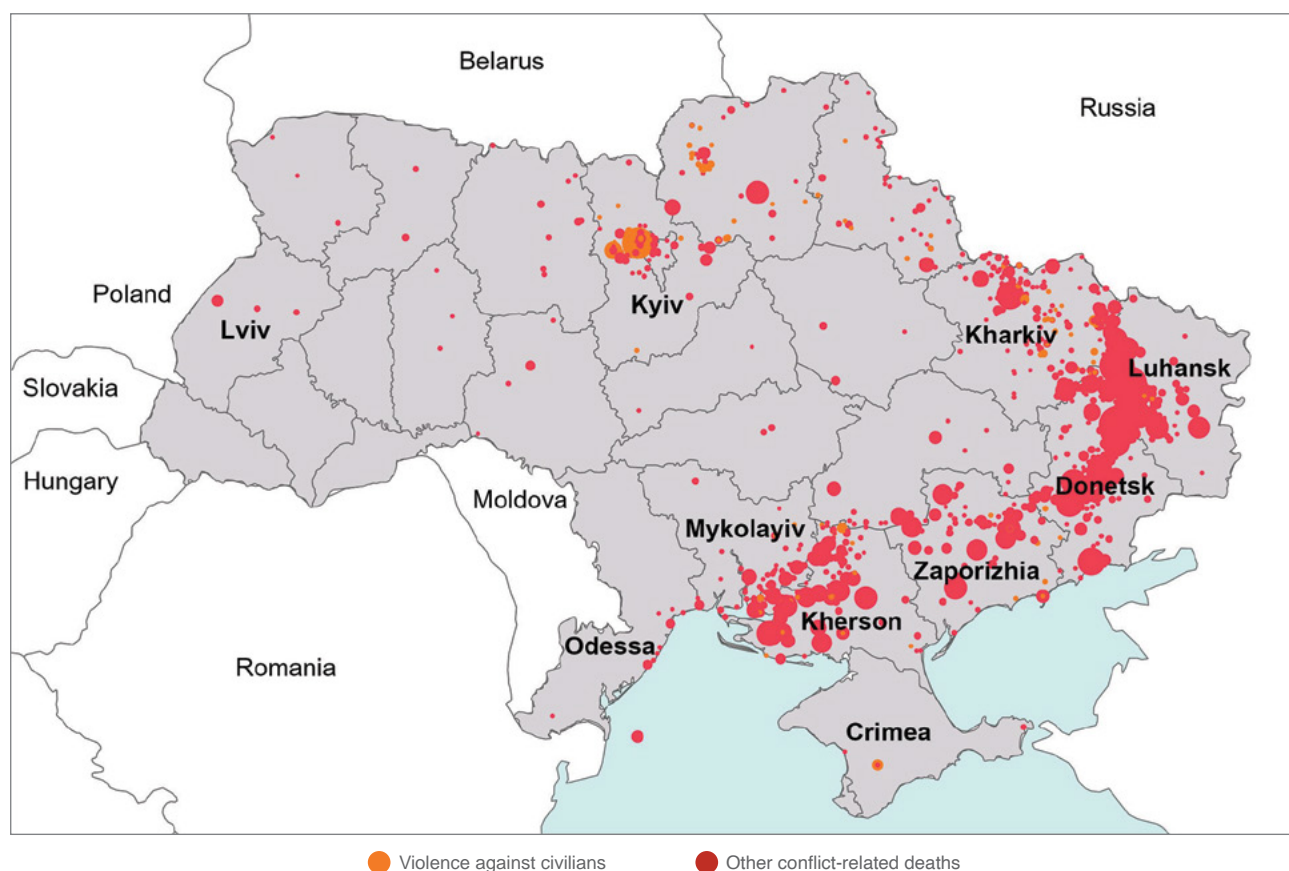 Belarus
Russia
Poland
Lviv
Kyiv
Kharkiv
Luhansk
Slovakia
Hungary
Moldova
Donetsk
Mykolayiv
Zaporizhia
Kherson
Odessa
Romania
Crimea
Violence against civilians
Other conflict-related deaths